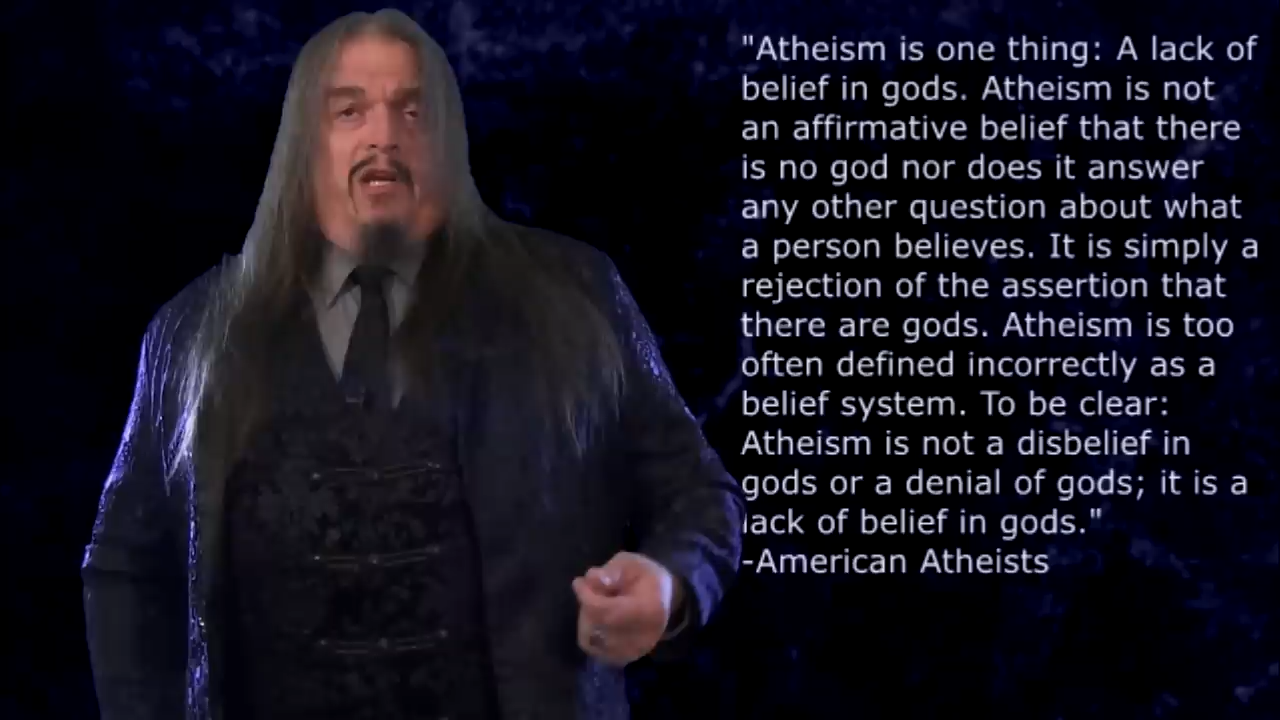 "Atheism is one thing: A lack of
belief in gods. Atheism is not
an affirmative belief that there
is no god nor does it answer
any other question about what
a person believes. It is simply a
rejection of the assertion that
there are gods. Atheism is too
often defined incorrectly as a
belief system. To be clear:
Atheism is not a disbelief in
gods or a denial of gods; it is a
lack of belief in gods."
-American Atheists